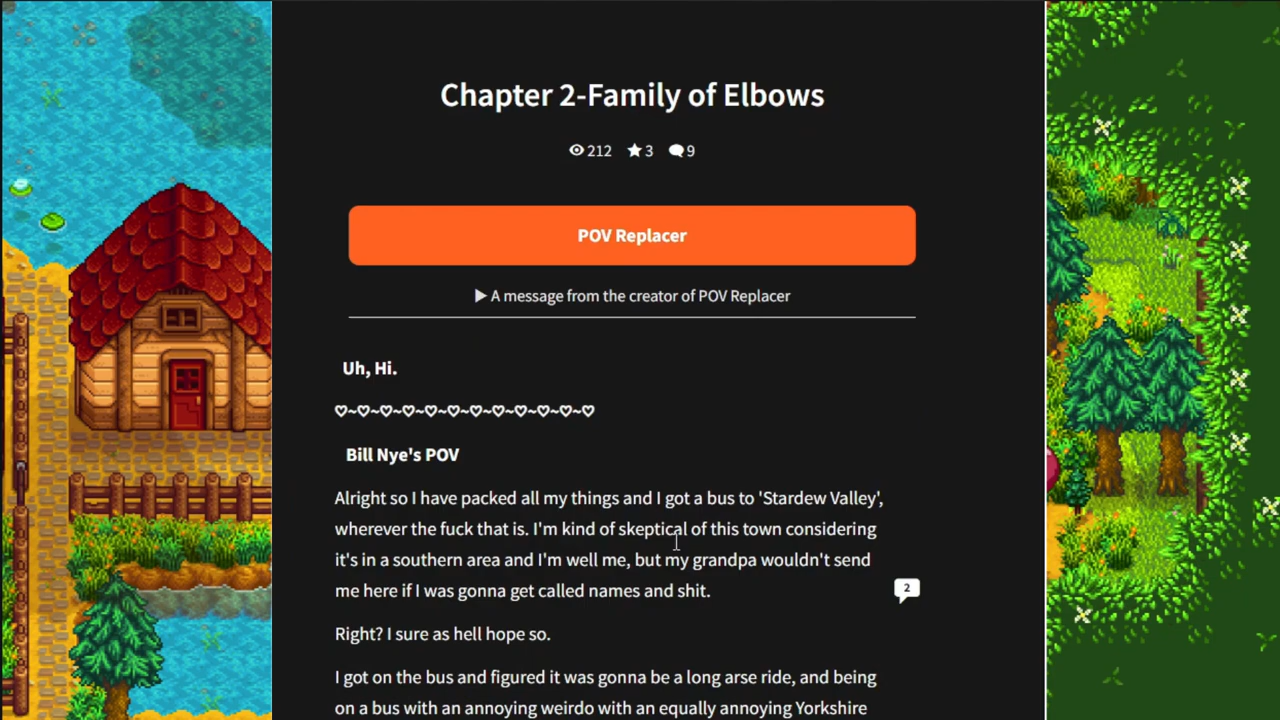 Chapter 2-Family of Elbows
212 3 9
POV Replacer
▶ A message from the creator of POV Replacer
Uh, Hi.
♡~♡~♡~♡~♡~♡~♡~♡~♡~♡~♡~♡
Bill Nye's POV
Alright so I have packed all my things and I got a bus to 'Stardew Valley',
wherever the fuck that is. I'm kind of skeptical of this town considering
it's in a southern area and I'm well me, but my grandpa wouldn't send
me here if I was gonna get called names and shit.
2
Right? I sure as hell hope so.
I got on the bus and figured it was gonna be a long arse ride, and being
on a bus with an annoying weirdo with an equally annoying Yorkshire